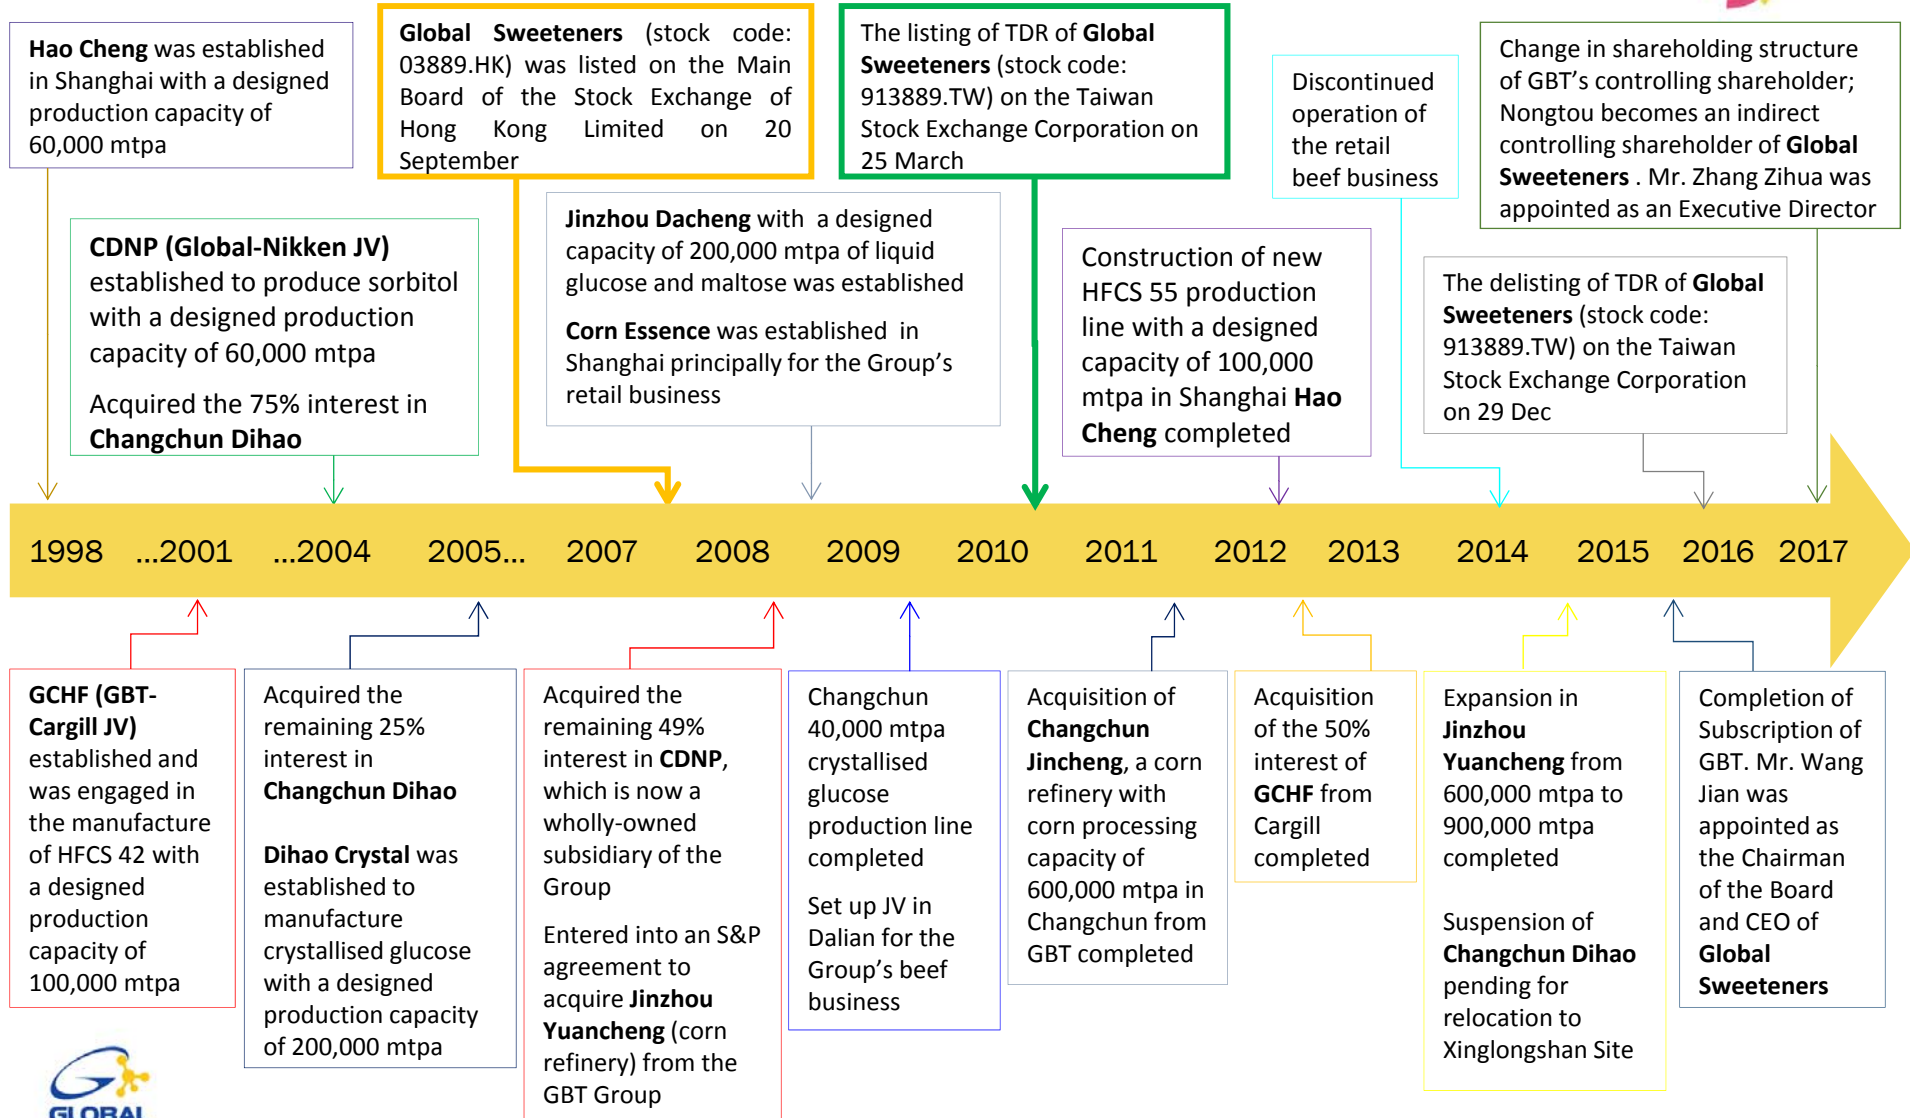 Hao Cheng was established
in Shanghai with a designed
production capacity of
60,000 mtpa
Global Sweeteners (stock code:
03889.HK) was listed on the Main
Board of the Stock Exchange of
Hong Kong Limited on 20
September
The listing of TDR of Global
Sweeteners (stock code:
913889.TW) on the Taiwan
Stock Exchange Corporation on
25 March
Discontinued
operation of
the retail
beef business
Change in shareholding structure
of GBT's controlling shareholder;
Nongtou becomes an indirect
controlling shareholder of Global
Sweeteners . Mr. Zhang Zihua was
appointed as an Executive Director
CDNP (Global-Nikken JV)
established to produce sorbitol
with a designed production
capacity of 60,000 mtpa
Acquired the 75% interest in
Changchun Dihao
Jinzhou Dacheng with a designed
capacity of 200,000 mtpa of liquid
glucose and maltose was established
Corn Essence was established in
Shanghai principally for the Group's
retail business
Construction of new
HFCS 55 production
line with a designed
capacity of 100,000
mtpa in Shanghai Hao
Cheng completed
The delisting of TDR of Global
Sweeteners (stock code:
913889.TW) on the Taiwan
Stock Exchange Corporation
on 29 Dec
1998 ...2001 ...2004 2005... 2007 2008 2009 2010 2011 2012 2013 2014 2015 2016 2017
GCHF (GBT-
Cargill JV)
established and
was engaged in
the manufacture
of HFCS 42 with
a designed
production
capacity of
100,000 mtpa
Acquired the
remaining 25%
interest in
Changchun Dihao
Dihao Crystal was
established to
manufacture
crystallised glucose
with a designed
production capacity
of 200,000 mtpa
Acquired the
remaining 49%
interest in CDNP,
which is now a
wholly-owned
subsidiary of the
Group
Entered into an S&P
agreement to
acquire Jinzhou
Yuancheng (corn
refinery) from the
GBT Group
Changchun
40,000 mtpa
crystallised
glucose
production line
completed
Set up JV in
Dalian for the
Group's beef
business
Acquisition of
Changchun
Jincheng, a corn
refinery with
corn processing
capacity of
600,000 mtpa in
Changchun from
GBT completed
Acquisition
of the 50%
interest of
GCHF from
Cargill
completed
Expansion in
Jinzhou
Yuancheng from
600,000 mtpa to
900,000 mtpa
completed
Suspension of
Changchun Dihao
pending for
relocation to
Xinglongshan Site
Completion of
Subscription of
GBT. Mr. Wang
Jian was
appointed as
the Chairman
of the Board
and CEO of
Global
Sweeteners
GLOBAL